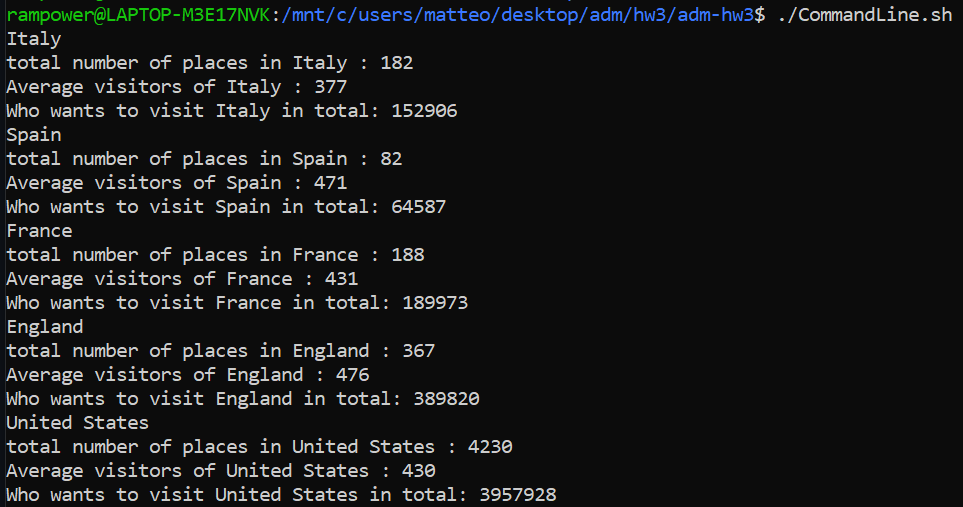 rampower@LAPTOP-M3E17NVK:/mnt/c/users/matteo/desktop/adm/hw3/adm-hw3$ ./CommandLine.sh
Italy
total number of places in Italy : 182
Average visitors of Italy : 377
Who wants to visit Italy in total: 152906
Spain
total number of places in Spain : 82
Average visitors of Spain : 471
Who wants to visit Spain in total: 64587
France
total number of places in France : 188
Average visitors of France : 431
Who wants to visit France in total: 189973
England
total number of places in England : 367
Average visitors of England : 476
Who wants to visit England in total: 389820
United States
total number of places in United States : 4230
Average visitors of United States : 430
Who wants to visit United States in total: 3957928